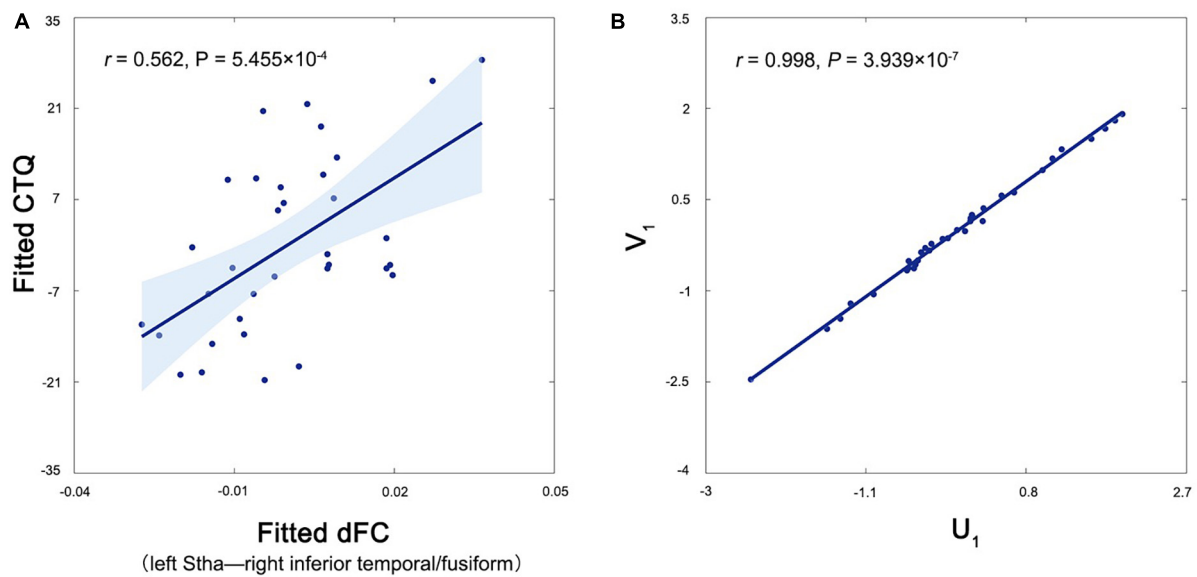 A
35
21
7
-7
-21
-35
Fitted CTQ
r = 0.562, P = 5.455×10⁻⁴
-0.04 -0.01 0.02 0.05
Fitted dFC
(left Stha—right inferior temporal/fusiform)
B
3.5
2
0.5
-1
-2.5
-4
V₁
r = 0.998, P = 3.939×10⁻⁷
-3 -1.1 0.8 2.7
U₁